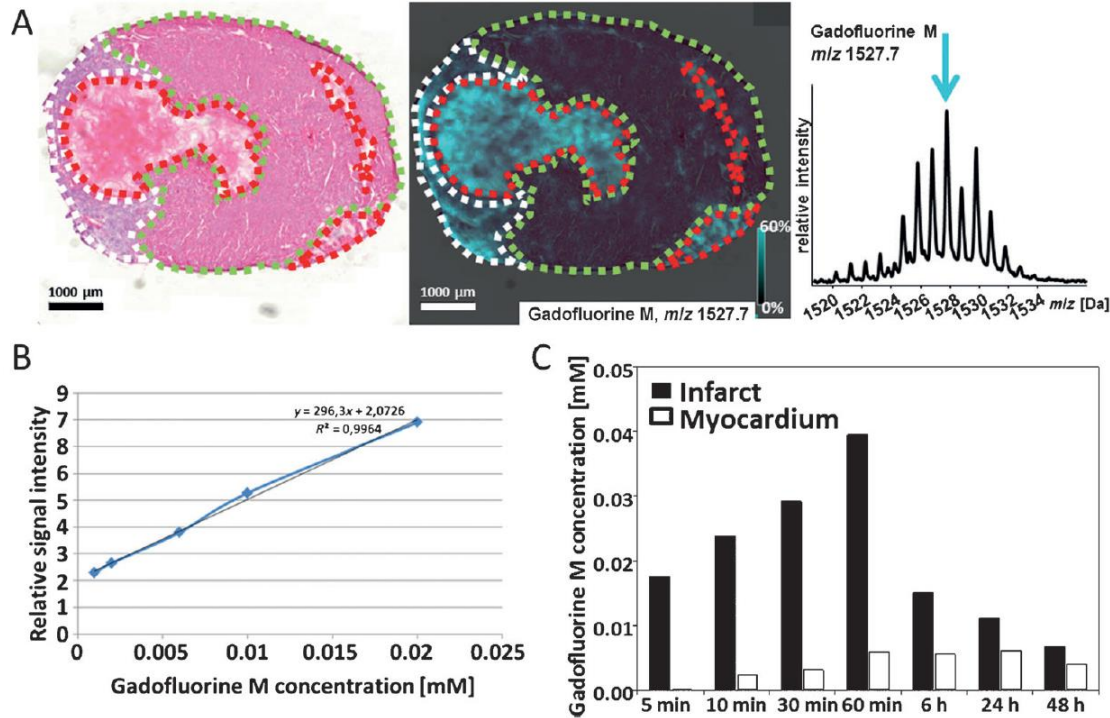 A
1000 µm
1000 µm
60%
0%
Gadofluorine M, m/z 1527.7
Gadofluorine M
m/z 1527.7
relative intensity
1520 1522 1524 1526 1528 1530 1532 1534 m/z [Da]
B
Relative signal intensity
9
7
8
6
5
4
3
2
1
0
y = 296,3x + 2,0726
R² = 0,9964
0 0.005 0.01 0.015 0.02 0.025
Gadofluorine M concentration [mM]
C
Gadofluorine M concentration [mM]
0.05
0.04
0.03
0.02
0.01
0.00
Infarct
Myocardium
5 min 10 min 30 min 60 min 6 h 24 h 48 h